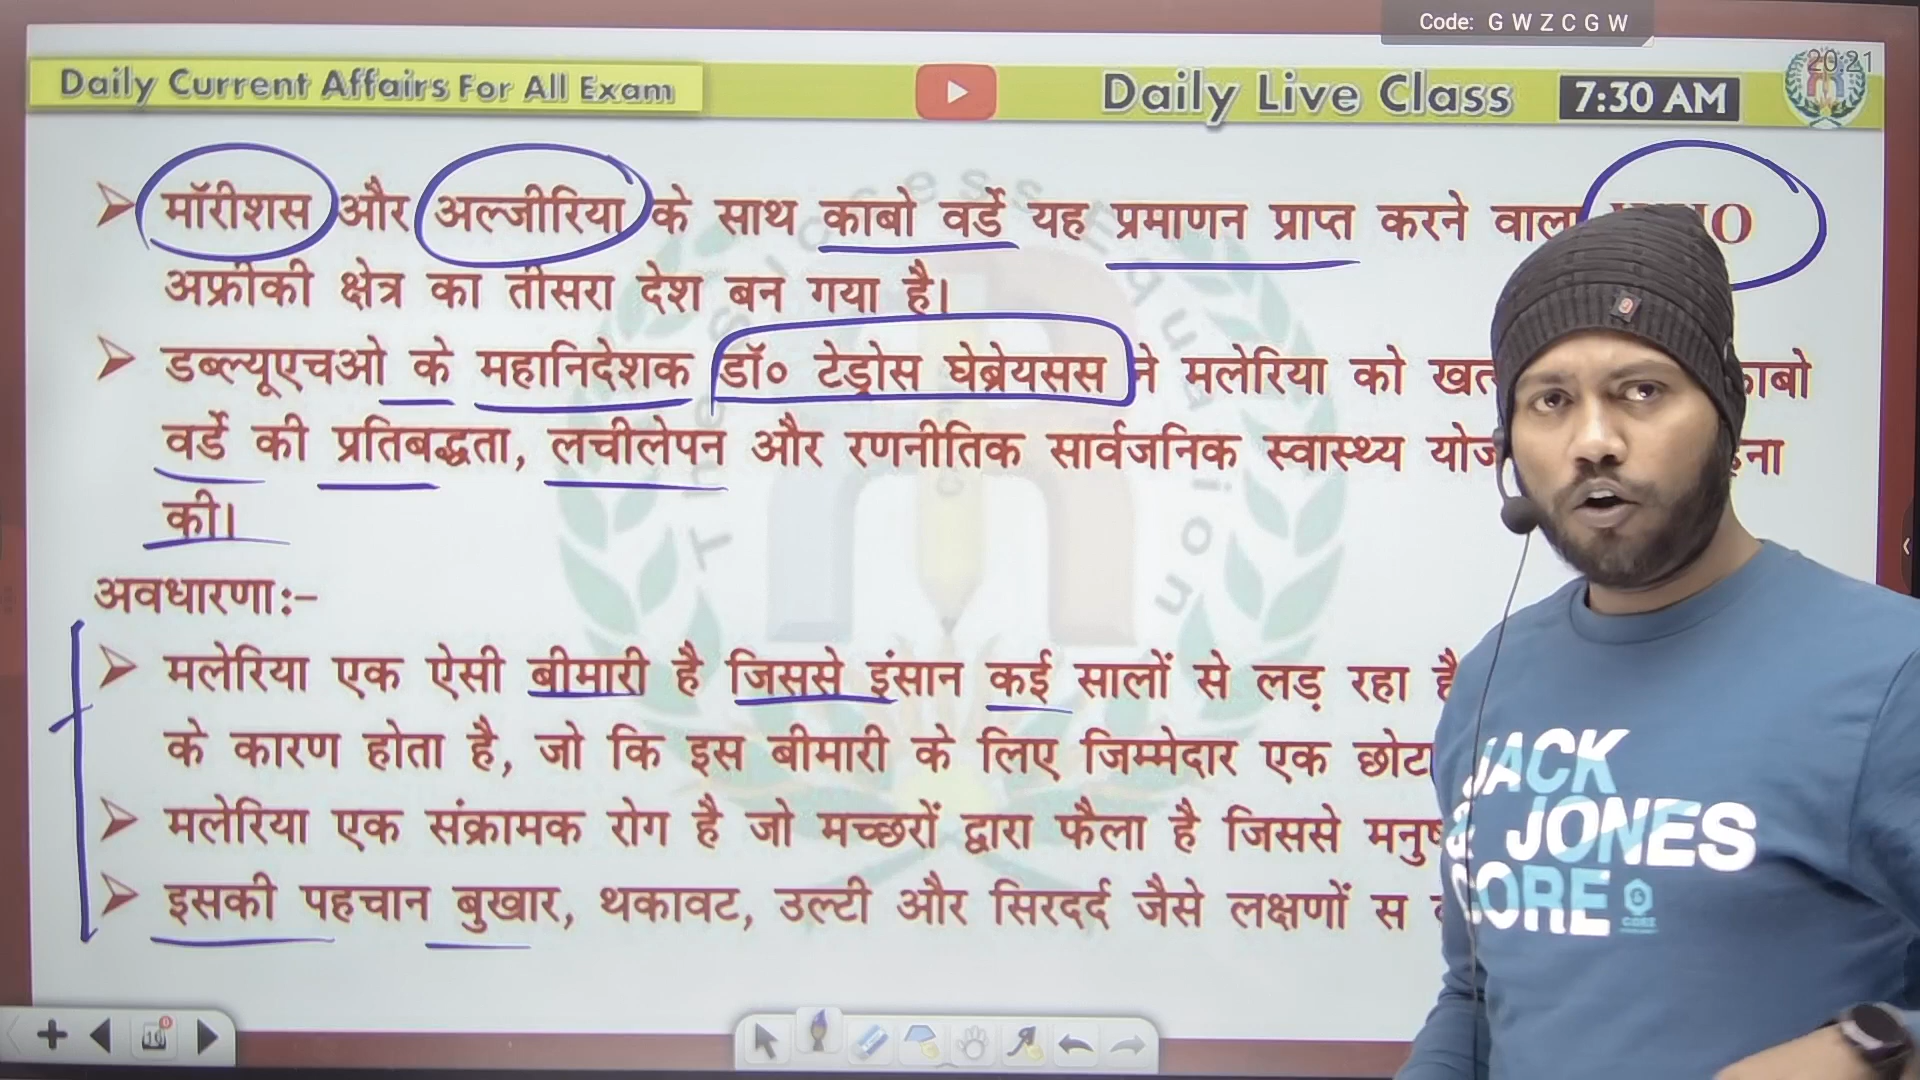 Code: G W Z C G W
Daily Current Affairs For All Exam
Daily Live Class 7:30 AM
20:21
मॉरीशस और अल्जीरिया के साथ काबो वर्डे यह प्रमाणन प्राप्त करने वाला
अफ्रीकी क्षेत्र का तीसरा देश बन गया है।
डब्ल्यूएचओ के महानिदेशक डॉ० टेड्रोस घेब्रेयसस ने मलेरिया को
वर्डे की प्रतिबद्धता, लचीलेपन और रणनीतिक सार्वजनिक स्वास्थ्य
की।
अवधारणाः–
मलेरिया एक ऐसी बीमारी है जिससे इंसान कई सालों से लड़ रहा
के कारण होता है, जो कि इस बीमारी के लिए जिम्मेदार एक छोटा
मलेरिया एक संक्रामक रोग है जो मच्छरों द्वारा फैला है जिससे
इसकी पहचान बुखार, थकावट, उल्टी और सिरदर्द जैसे लक्षणों
JACK
& JONES
CORE
CORE